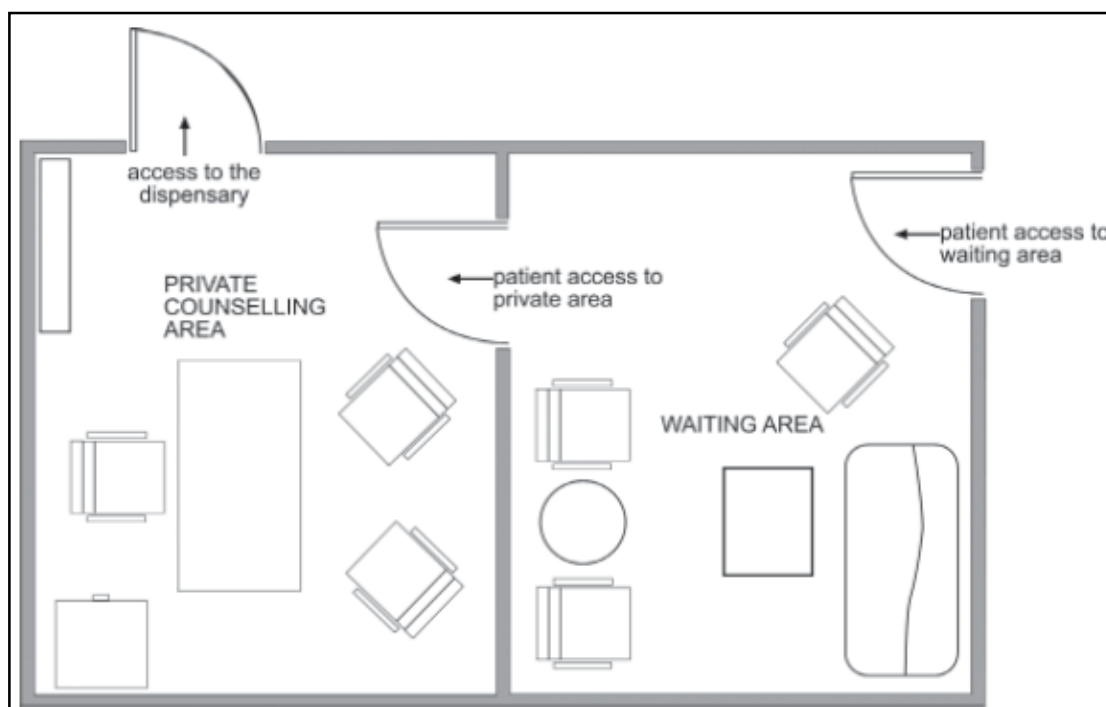 access to the
dispensary
PRIVATE
COUNSELLING
AREA
patient access to
private area
patient access to
waiting area
WAITING AREA